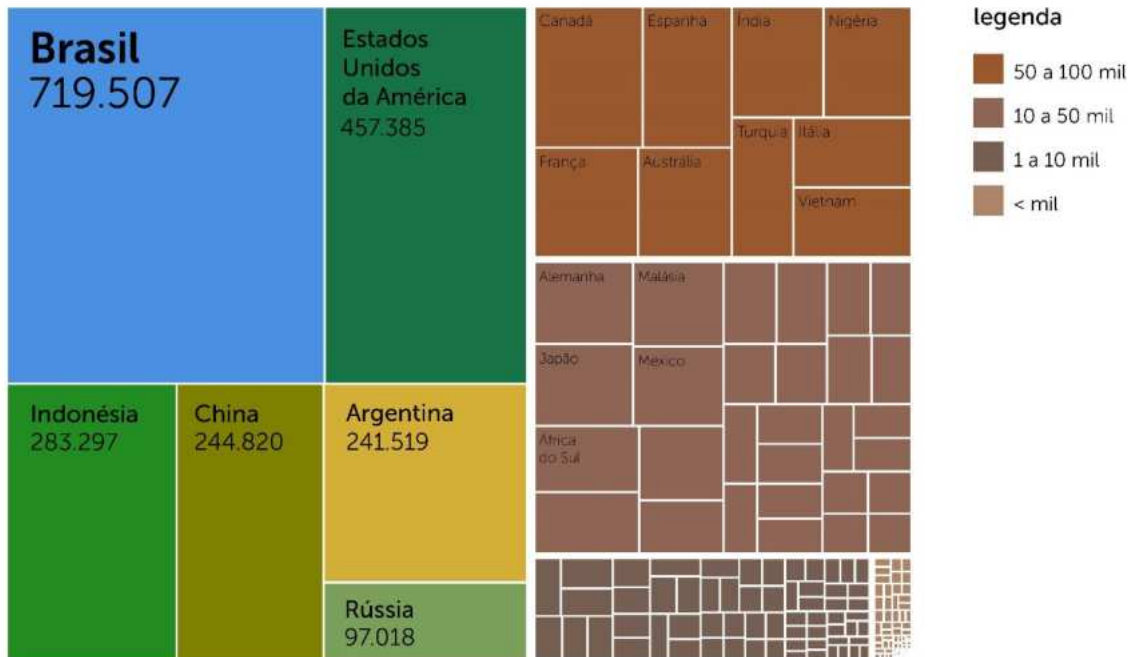 Brasil
719.507
Estados
Unidos
da América
457.385
Indonésia
283.297
China
244.820
Argentina
241.519
Rússia
97.018
Canadá
Espanha
Índia
Nigéria
França
Austrália
Turquia
Itália
Vietnam
Alemanha
Malásia
Japão
México
África
do Sul
legenda
50 a 100 mil
10 a 50 mil
1 a 10 mil
< mil